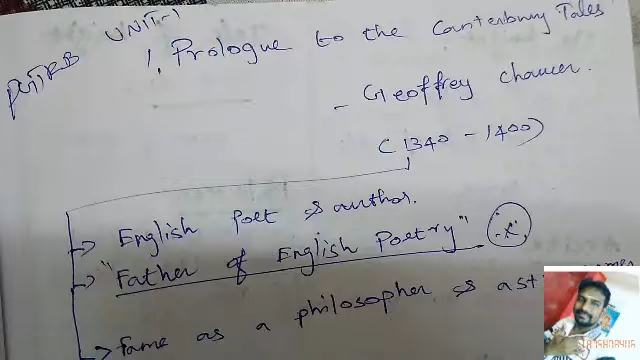 PGTRB UNIT-1
1. Prologue to the Canterbury Tales
- Geoffrey Chaucer.
(1340 - 1400)
→ English Poet & author.
→ "Father of English Poetry"
→ Fame as a philosopher &